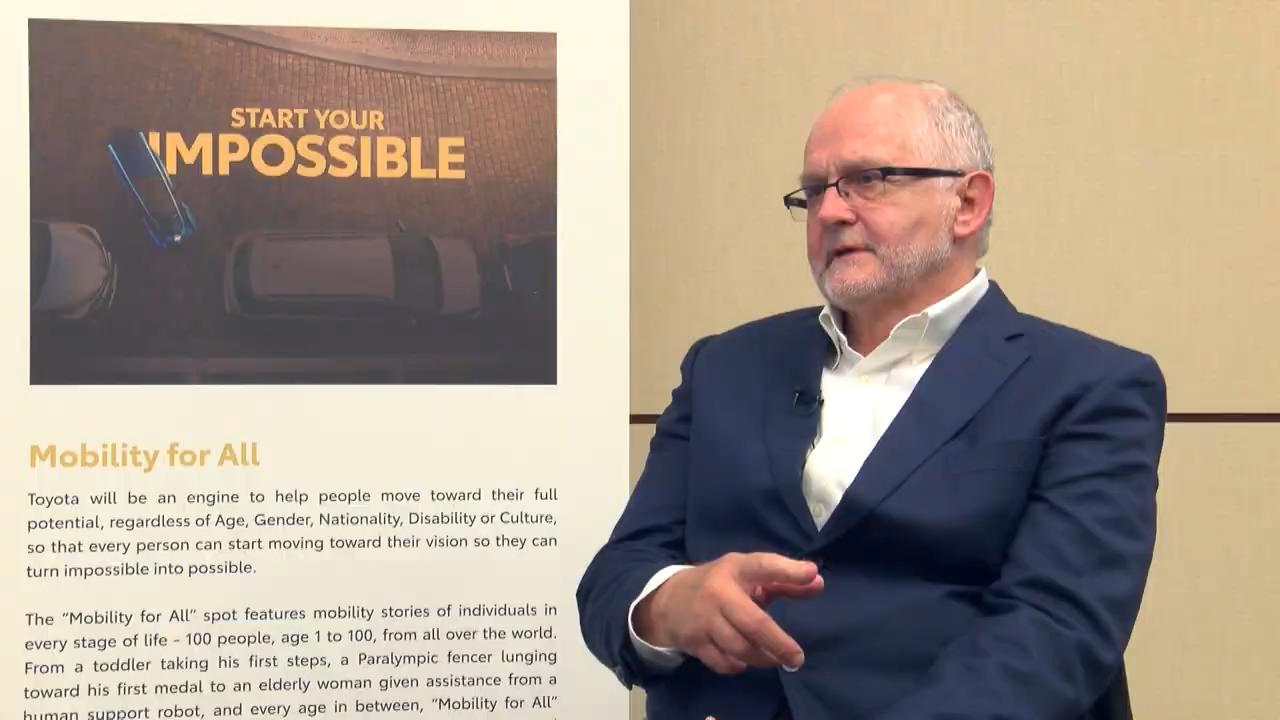 START YOUR
IMPOSSIBLE
Mobility for All
Toyota will be an engine to help people move toward their full
potential, regardless of Age, Gender, Nationality, Disability or Culture,
so that every person can start moving toward their vision so they can
turn impossible into possible.
The “Mobility for All” spot features mobility stories of individuals in
every stage of life - 100 people, age 1 to 100, from all over the world.
From a toddler taking his first steps, a Paralympic fencer lunging
toward his first medal to an elderly woman given assistance from a
human support robot, and every age in between, “Mobility for All”